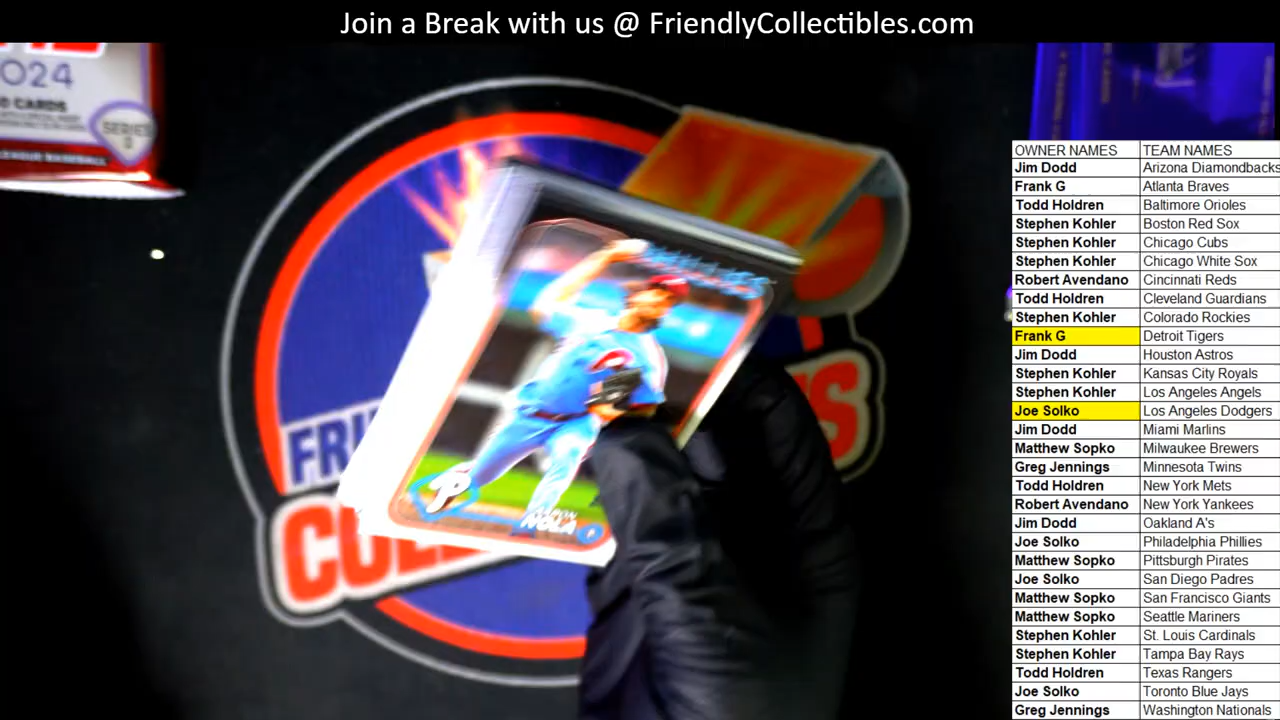 Join a Break with us @ FriendlyCollectibles.com
2024
CARDS
SERIES
LEAGUE BASEBALL
NOLA
P
OWNER NAMES TEAM NAMES
Jim Dodd Arizona Diamondbacks
Frank G Atlanta Braves
Todd Holdren Baltimore Orioles
Stephen Kohler Boston Red Sox
Stephen Kohler Chicago Cubs
Stephen Kohler Chicago White Sox
Robert Avendano Cincinnati Reds
Todd Holdren Cleveland Guardians
Stephen Kohler Colorado Rockies
Frank G Detroit Tigers
Jim Dodd Houston Astros
Stephen Kohler Kansas City Royals
Stephen Kohler Los Angeles Angels
Joe Solko Los Angeles Dodgers
Jim Dodd Miami Marlins
Matthew Sopko Milwaukee Brewers
Greg Jennings Minnesota Twins
Todd Holdren New York Mets
Robert Avendano New York Yankees
Jim Dodd Oakland A's
Joe Solko Philadelphia Phillies
Matthew Sopko Pittsburgh Pirates
Joe Solko San Diego Padres
Matthew Sopko San Francisco Giants
Matthew Sopko Seattle Mariners
Stephen Kohler St. Louis Cardinals
Stephen Kohler Tampa Bay Rays
Todd Holdren Texas Rangers
Joe Solko Toronto Blue Jays
Greg Jennings Washington Nationals